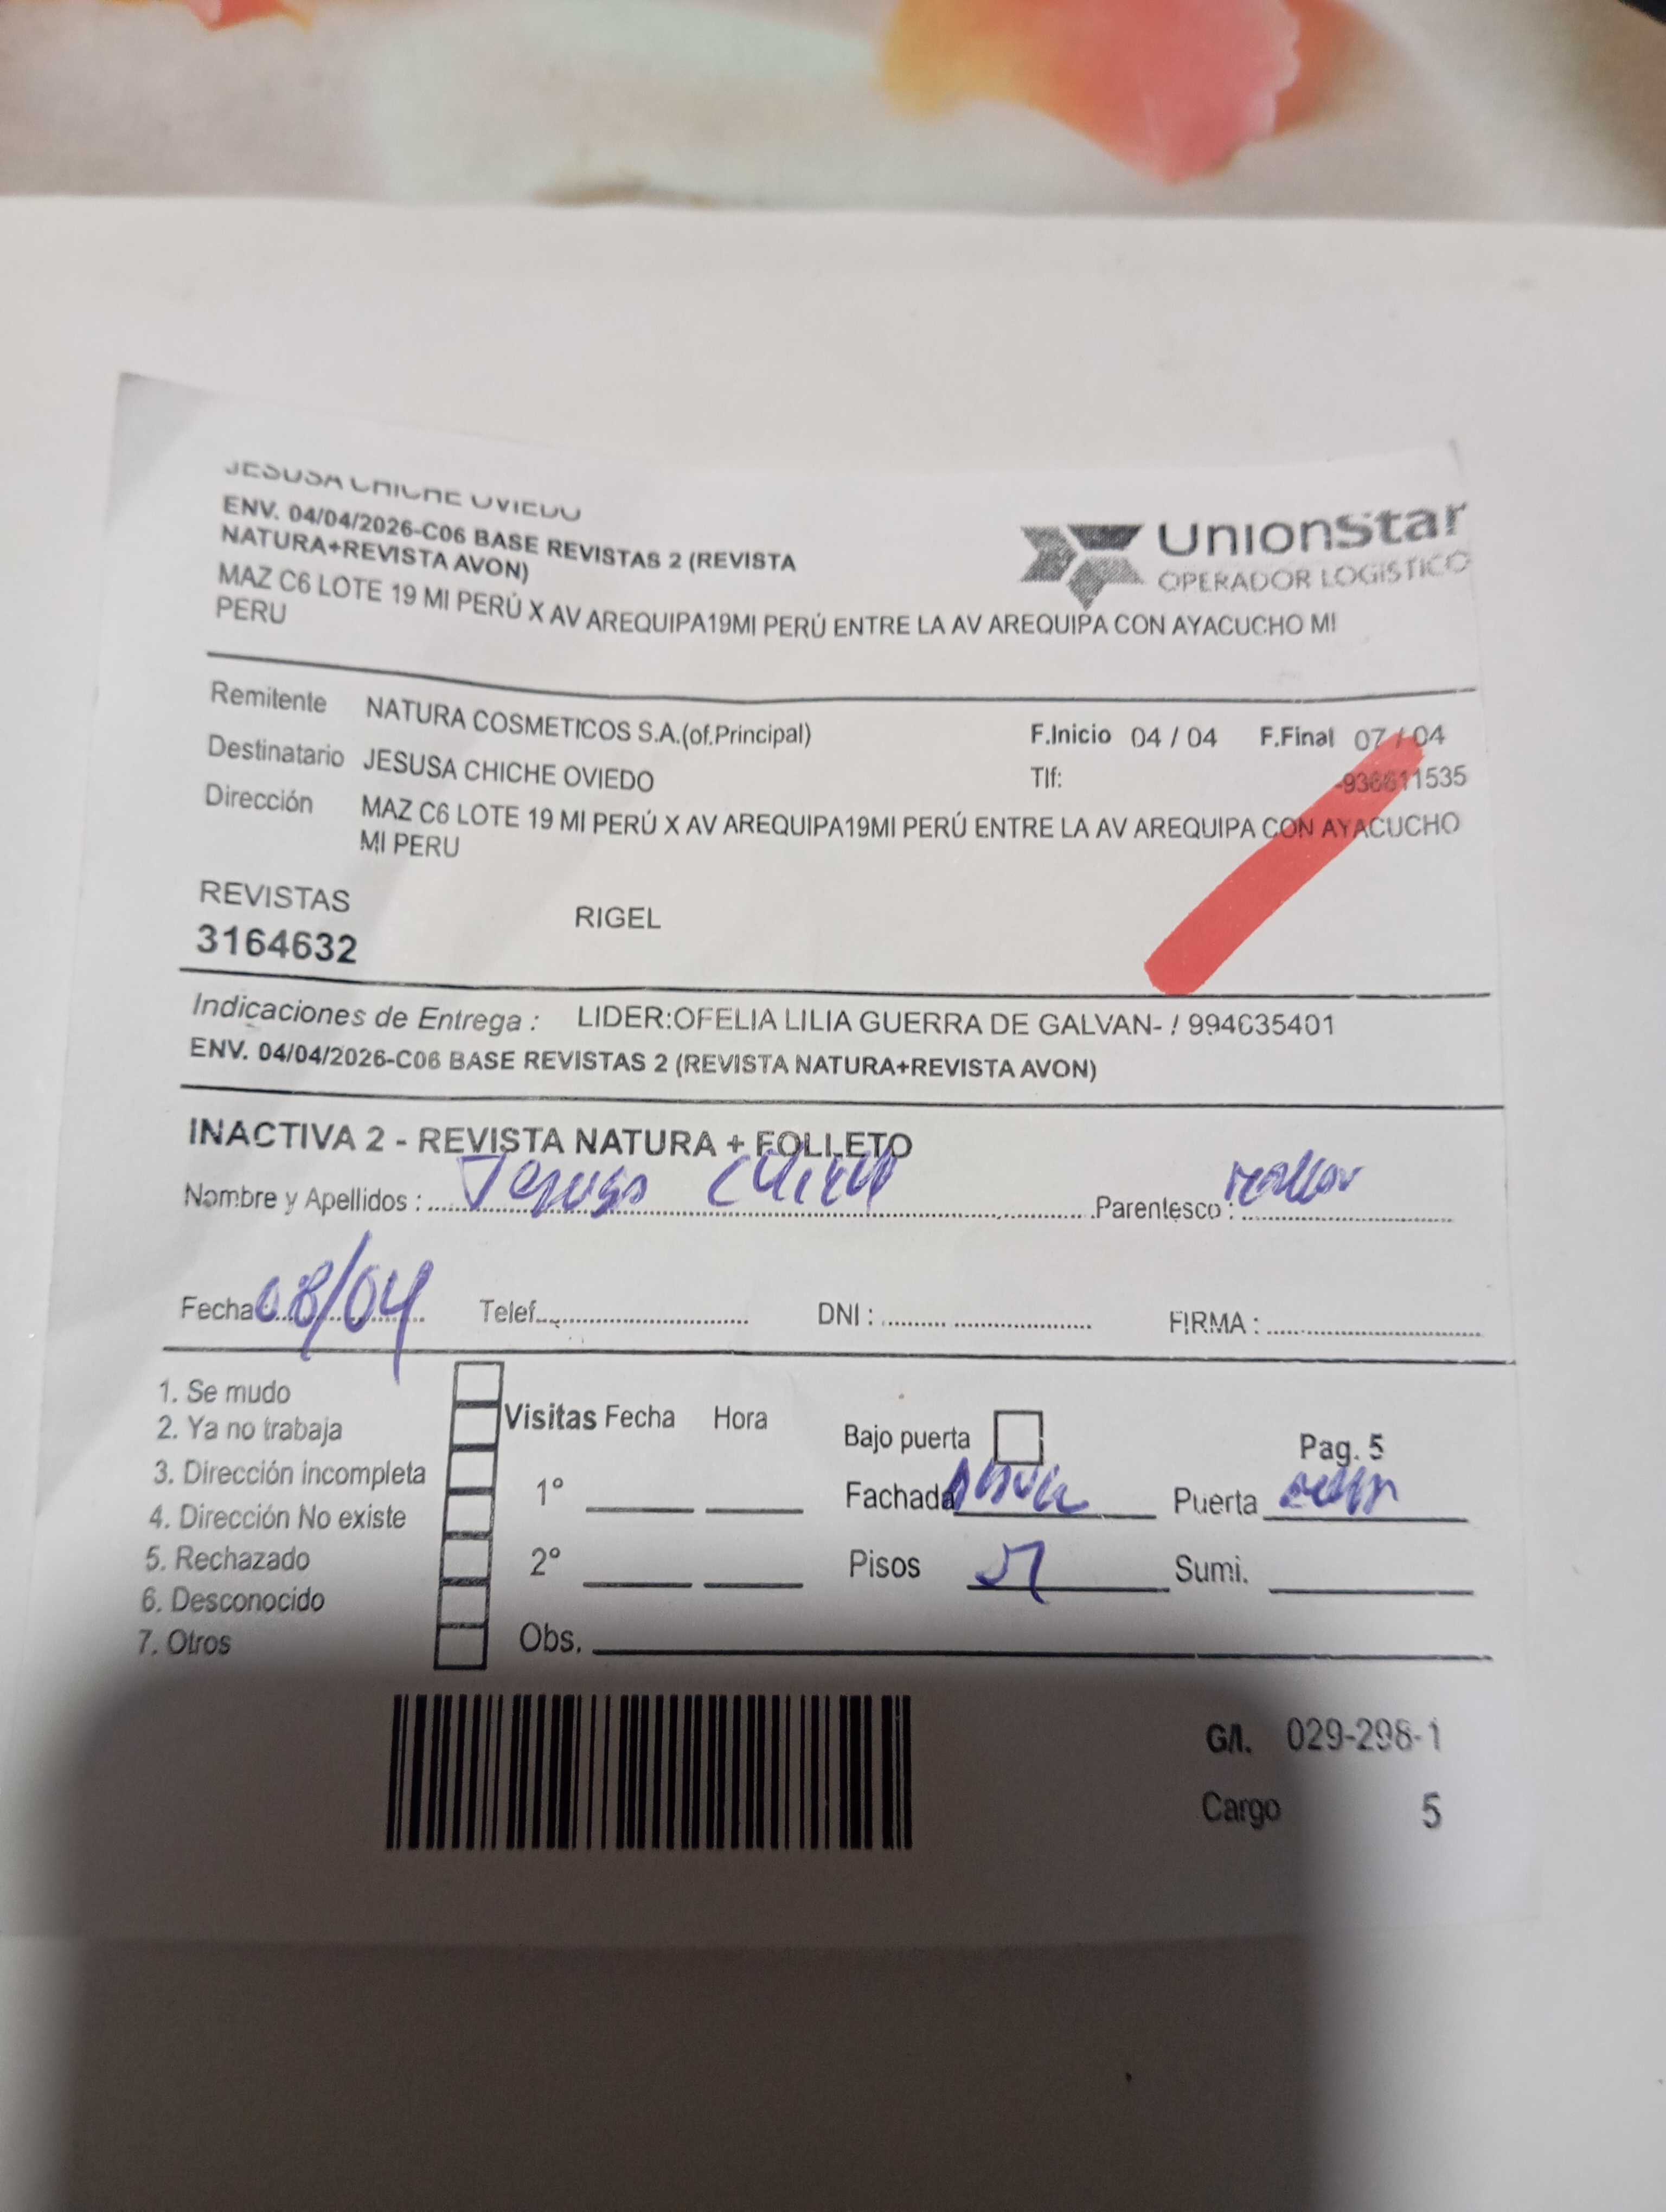 JESUSA CHICHE OVIEDO
ENV. 04/04/2026-C06 BASE REVISTAS 2 (REVISTA
NATURA+REVISTA AVON)
MAZ C6 LOTE 19 MI PERÚ X AV AREQUIPA19MI PERÚ ENTRE LA AV AREQUIPA CON AYACUCHO MI
PERU
UnionStar
OPERADOR LOGISTICO
Remitente NATURA COSMETICOS S.A.(of.Principal) F.Inicio 04 / 04 F.Final 07 / 04
Destinatario JESUSA CHICHE OVIEDO Tlf: -936611535
Dirección MAZ C6 LOTE 19 MI PERÚ X AV AREQUIPA19MI PERÚ ENTRE LA AV AREQUIPA CON AYACUCHO
MI PERU
REVISTAS RIGEL
3164632
Indicaciones de Entrega : LIDER:OFELIA LILIA GUERRA DE GALVAN- / 994635401
ENV. 04/04/2026-C06 BASE REVISTAS 2 (REVISTA NATURA+REVISTA AVON)
INACTIVA 2 - REVISTA NATURA + FOLLETO
Nombre y Apellidos : Jesusa Parentesco :
Fecha: 08/04 Telef. DNI : FIRMA :
1. Se mudo
2. Ya no trabaja
3. Dirección incompleta
4. Dirección No existe
5. Rechazado
6. Desconocido
7. Otros
Visitas Fecha Hora
1°
2°
Obs.
Bajo puerta Pag. 5
Fachada Puerta
Pisos Sumi.
G/I. 029-298-1
Cargo 5